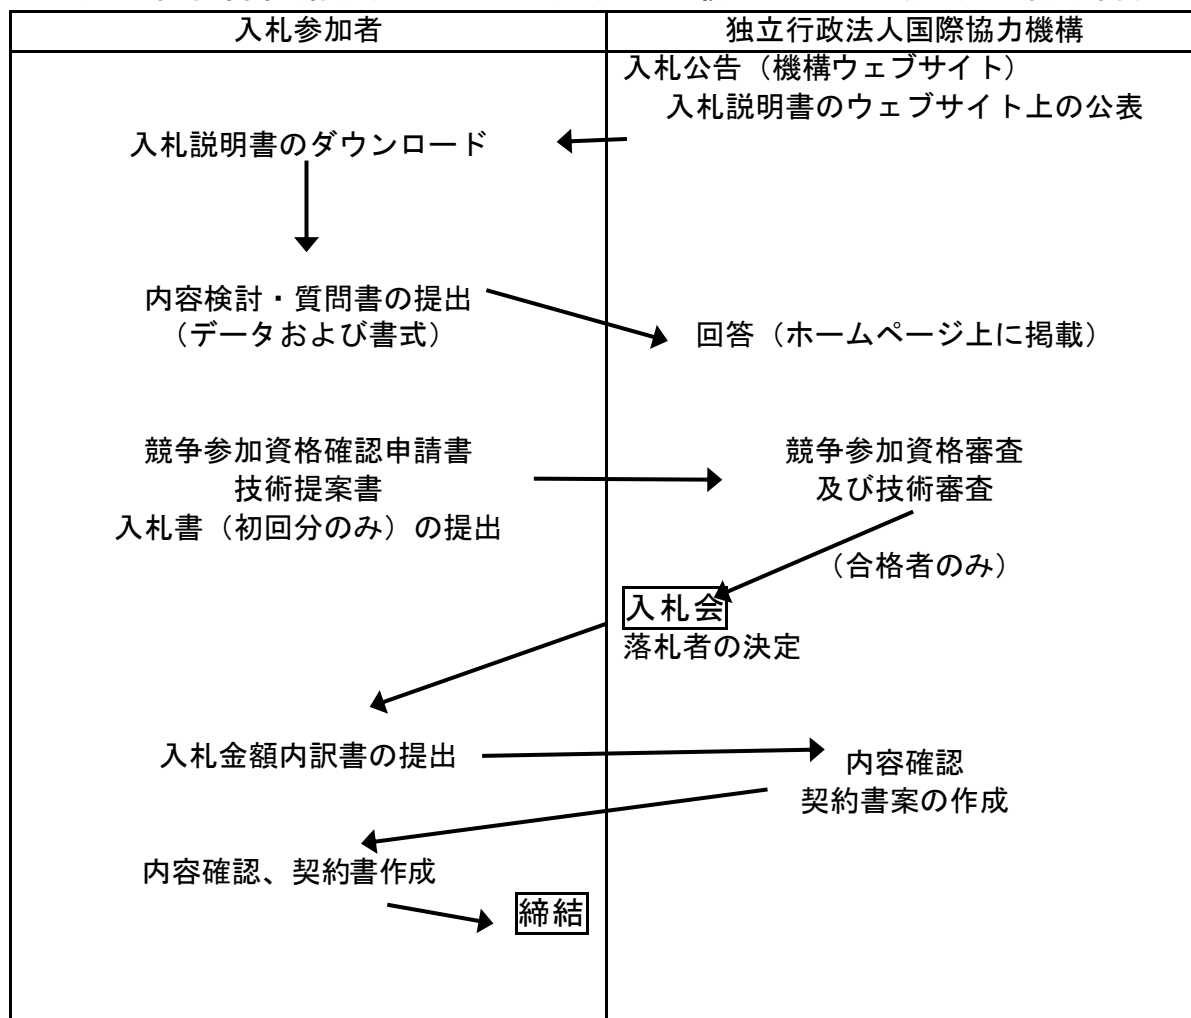 入札参加者
独立行政法人国際協力機構
入札公告（機構ウェブサイト）
入札説明書のウェブサイト上の公表
入札説明書のダウンロード
内容検討・質問書の提出
（データおよび書式）
回答（ホームページ上に掲載）
競争参加資格確認申請書
技術提案書
入札書（初回分のみ）の提出
競争参加資格審査
及び技術審査
（合格者のみ）
入札会
落札者の決定
入札金額内訳書の提出
内容確認
契約書案の作成
内容確認、契約書作成
締結